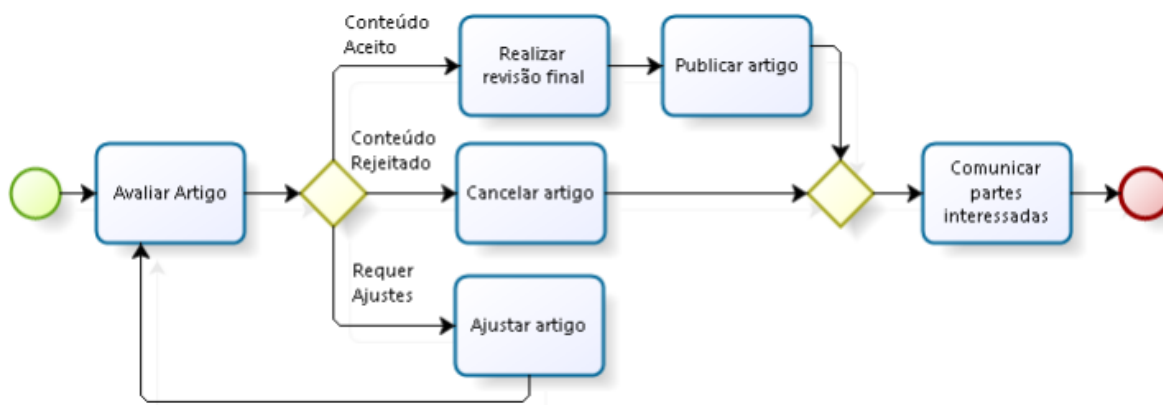 Conteúdo
Aceito
Realizar
revisão final
Publicar artigo
Avaliar Artigo
Conteúdo
Rejeitado
Cancelar artigo
Comunicar
partes
interessadas
Requer
Ajustes
Ajustar artigo